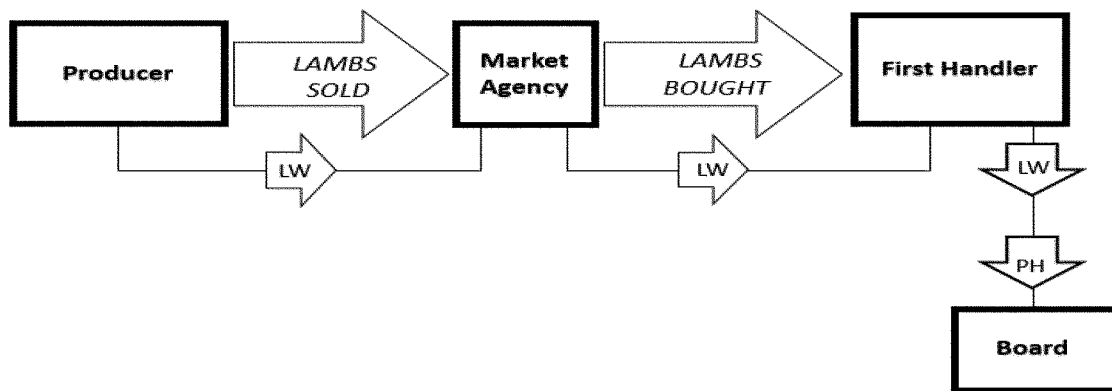 Producer
LAMBS
SOLD
Market
Agency
LAMBS
BOUGHT
First Handler
LW
LW
LW
PH
Board